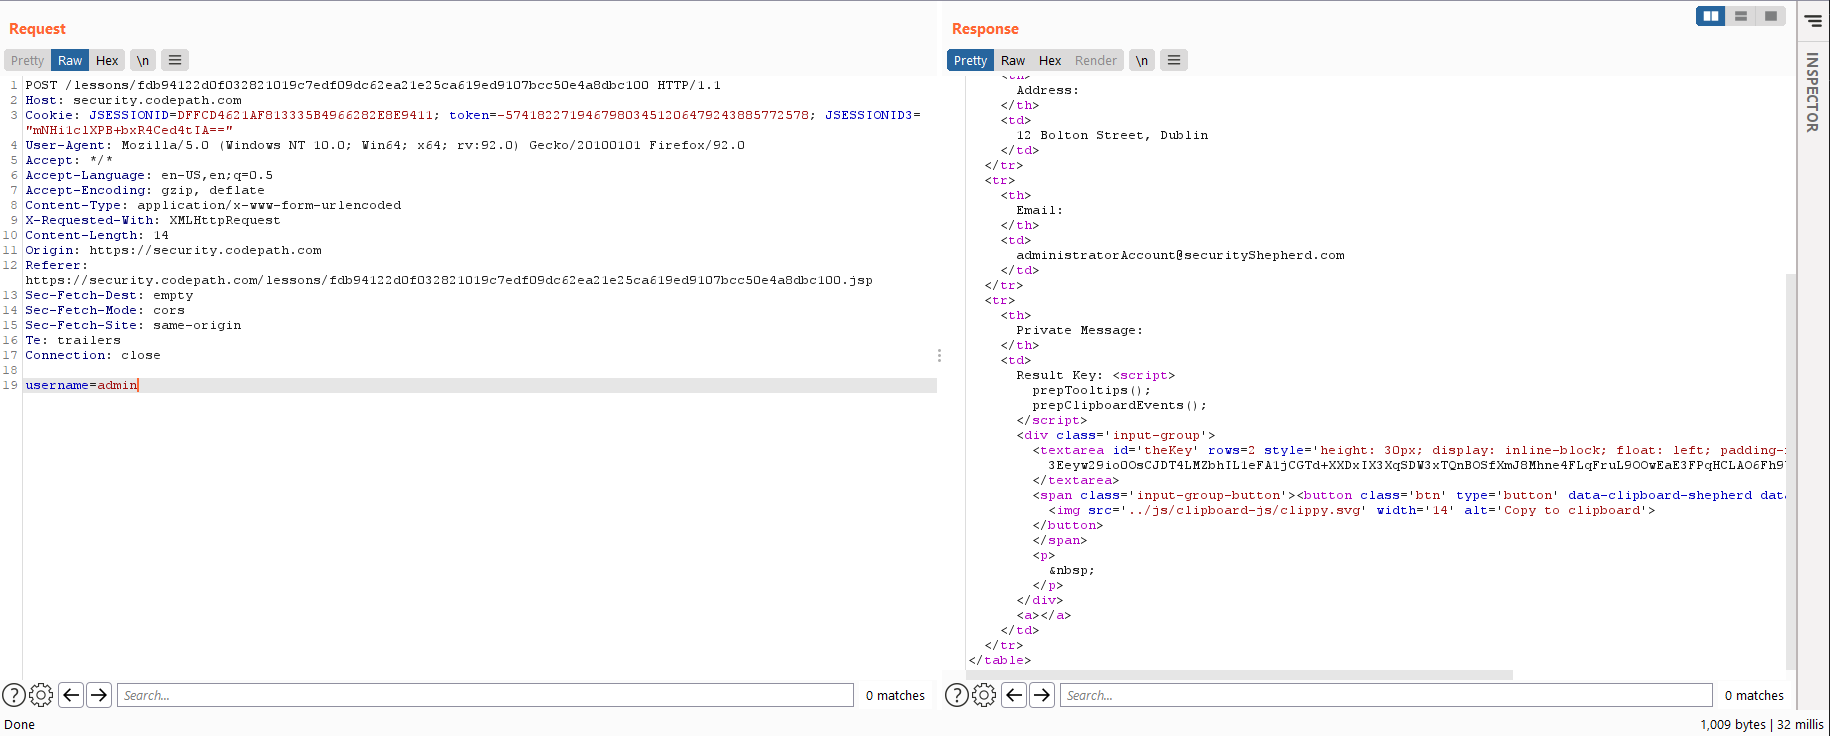 Request
Pretty Raw Hex \n
1 POST /lessons/fdb94122d0f032821019c7edf09dc62ea21e25ca619ed9107bcc50e4a8dbc100 HTTP/1.1
2 Host: security.codepath.com
3 Cookie: JSESSIONID=DFFCD4621AF813335B4966282E8E9411; token=-57418227194679803451206479243885772578; JSESSIONID3=
"mNHi1clXPB+bxR4Ced4tIA=="
4 User-Agent: Mozilla/5.0 (Windows NT 10.0; Win64; x64; rv:92.0) Gecko/20100101 Firefox/92.0
5 Accept: */*
6 Accept-Language: en-US,en;q=0.5
7 Accept-Encoding: gzip, deflate
8 Content-Type: application/x-www-form-urlencoded
9 X-Requested-With: XMLHttpRequest
10 Content-Length: 14
11 Origin: https://security.codepath.com
12 Referer:
https://security.codepath.com/lessons/fdb94122d0f032821019c7edf09dc62ea21e25ca619ed9107bcc50e4a8dbc100.jsp
13 Sec-Fetch-Dest: empty
14 Sec-Fetch-Mode: cors
15 Sec-Fetch-Site: same-origin
16 Te: trailers
17 Connection: close
18
19 username=admin
Search... 0 matches
Done
Response
Pretty Raw Hex Render \n
<th>
Address:
</th>
<td>
12 Bolton Street, Dublin
</td>
</tr>
<tr>
<th>
Email:
</th>
<td>
administratorAccount@securityShepherd.com
</td>
</tr>
<tr>
<th>
Private Message:
</th>
<td>
Result Key: <script>
prepTooltips();
prepClipboardEvents();
</script>
<div class='input-group'>
<textarea id='theKey' rows=2 style='height: 30px; display: inline-block; float: left; padding-
3Eeyw29ioOOsCJDT4LMZbhIL1eFA1jCGTd+XXDxIX3XqSDW3xTQnBOSfXmJ8Mhne4FLqFruL9OOwEaE3FPqHCLAO6Fh9
</textarea>
<span class='input-group-button'><button class='btn' type='button' data-clipboard-shepherd data
<img src='../js/clipboard-js/clippy.svg' width='14' alt='Copy to clipboard'>
</button>
</span>
<p>
&nbsp;
</p>
</div>
<a></a>
</td>
</tr>
</table>
Search... 0 matches
1,009 bytes | 32 millis
INSPECTOR